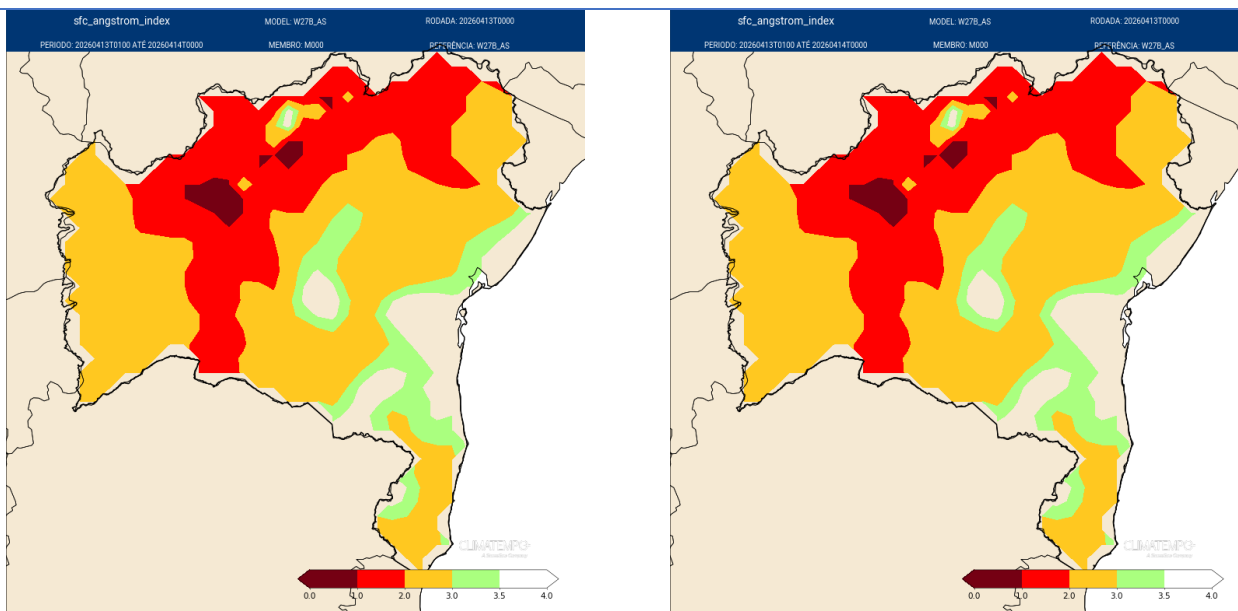 sfc_angstrom_index MODEL: W27B_AS RODADA: 20260413T0000
PERIODO: 20260413T0100 ATÉ 20260414T0000 MEMBRO: M000 REFERÊNCIA: W27B_AS
CLIMATEMPO
0.0 1.0 2.0 3.0 3.5 4.0
sfc_angstrom_index MODEL: W27B_AS RODADA: 20260413T0000
PERIODO: 20260413T0100 ATÉ 20260414T0000 MEMBRO: M000 REFERÊNCIA: W27B_AS
CLIMATEMPO
0.0 1.0 2.0 3.0 3.5 4.0